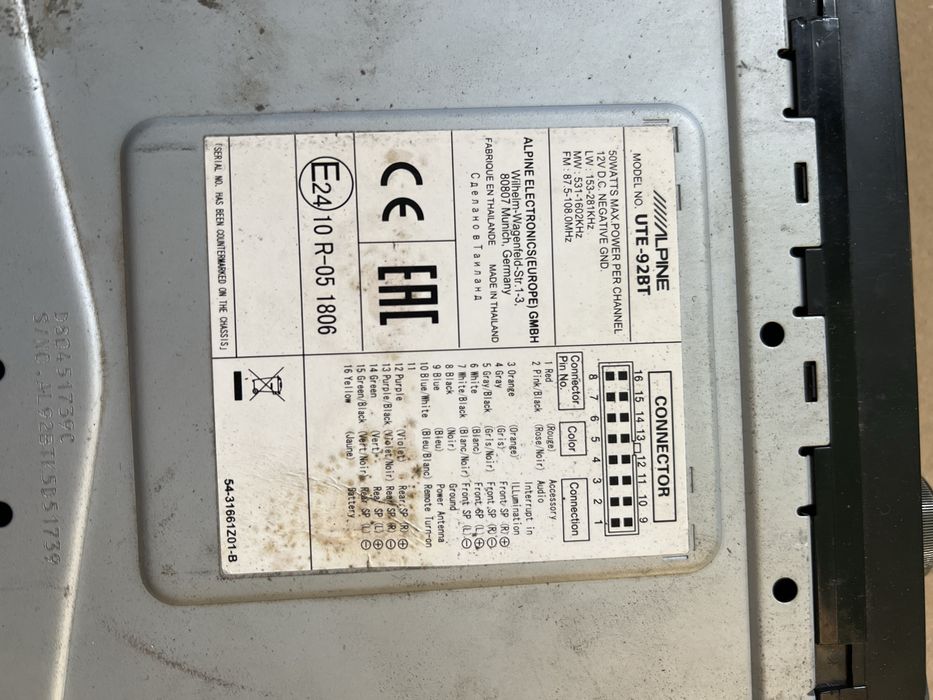 ALPINE
MODEL NO. UTE-92BT
50WATTS MAX.POWER PER CHANNEL
12V D.C. NEGATIVE GND.
LW : 153-281KHz
MW : 531-1602KHz
FM : 87.5-108.0MHz
ALPINE ELECTRONICS(EUROPE) GMBH
Wilhelm-Wagenfeld-Str.1-3,
80807 Munich, Germany
FABRIQUE EN THAILANDE MADE IN THAILAND
Сделано в Таиланд
CE EAC
E24 10 R-05 1806
(SERIAL NO. HAS BEEN COUNTERMARKED ON THE CHASSIS)
CONNECTOR
16 15 14 13 12 11 10 9
8 7 6 5 4 3 2 1
Connector Pin No. Color Connection
1 Red (Rouge) Accessory
2 Pink/Black (Rose/Noir) Audio Interrupt in
3 Orange (Orange) ILLumination
4 Gray (Gris) Front SP (R) ⊕
5 Gray/Black (Gris/Noir) Front SP (R) ⊖
6 White (Blanc) Front SP (L) ⊕
7 White/Black (Blanc/Noir) Front SP (L) ⊖
8 Black (Noir) Ground
9 Blue (Bleu) Power Antenna
10 Blue/White (Bleu/Blanc) Remote Turn-on
11
12 Purple (Violet) Rear SP (R) ⊕
13 Purple/Black (Violet/Noir) Rear SP (R) ⊖
14 Green (Vert) Rear SP (L) ⊕
15 Green/Black (Vert/Noir) Rear SP (L) ⊖
16 Yellow (Jaune) Battery
54-31661Z01-B